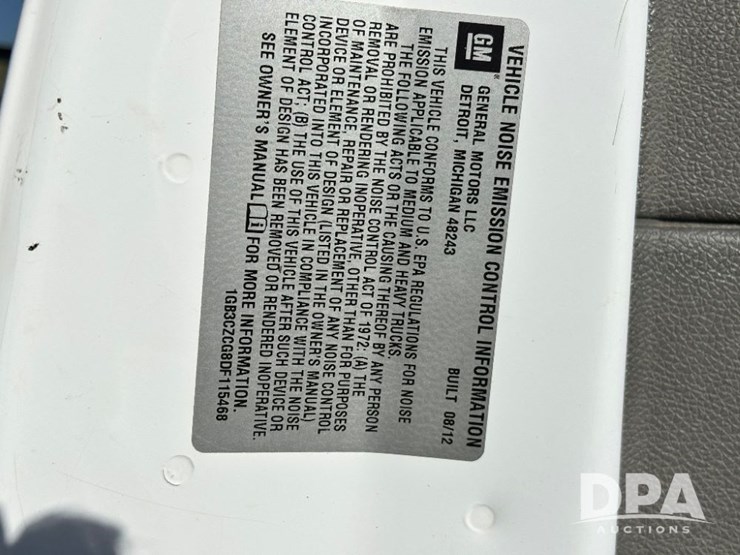 VEHICLE NOISE EMISSION CONTROL INFORMATION
GM
GENERAL MOTORS LLC
DETROIT, MICHIGAN 48243
BUILT 08/12
THIS VEHICLE CONFORMS TO U.S. EPA REGULATIONS FOR NOISE
EMISSION APPLICABLE TO MEDIUM AND HEAVY TRUCKS.
THE FOLLOWING ACTS OR THE CAUSING THEREOF BY ANY PERSON
ARE PROHIBITED BY THE NOISE CONTROL ACT OF 1972: (A) THE
REMOVAL OR RENDERING INOPERATIVE, OTHER THAN FOR PURPOSES
OF MAINTENANCE, REPAIR OR REPLACEMENT OF ANY NOISE CONTROL
DEVICE OR ELEMENT OF DESIGN (LISTED IN THE OWNER'S MANUAL)
INCORPORATED INTO THIS VEHICLE IN COMPLIANCE WITH THE NOISE
CONTROL ACT; (B) THE USE OF THIS VEHICLE AFTER SUCH DEVICE OR
ELEMENT OF DESIGN HAS BEEN REMOVED OR RENDERED INOPERATIVE.
SEE OWNER'S MANUAL FOR MORE INFORMATION.
1GB3CZCG8DF115468
DPA
AUCTIONS